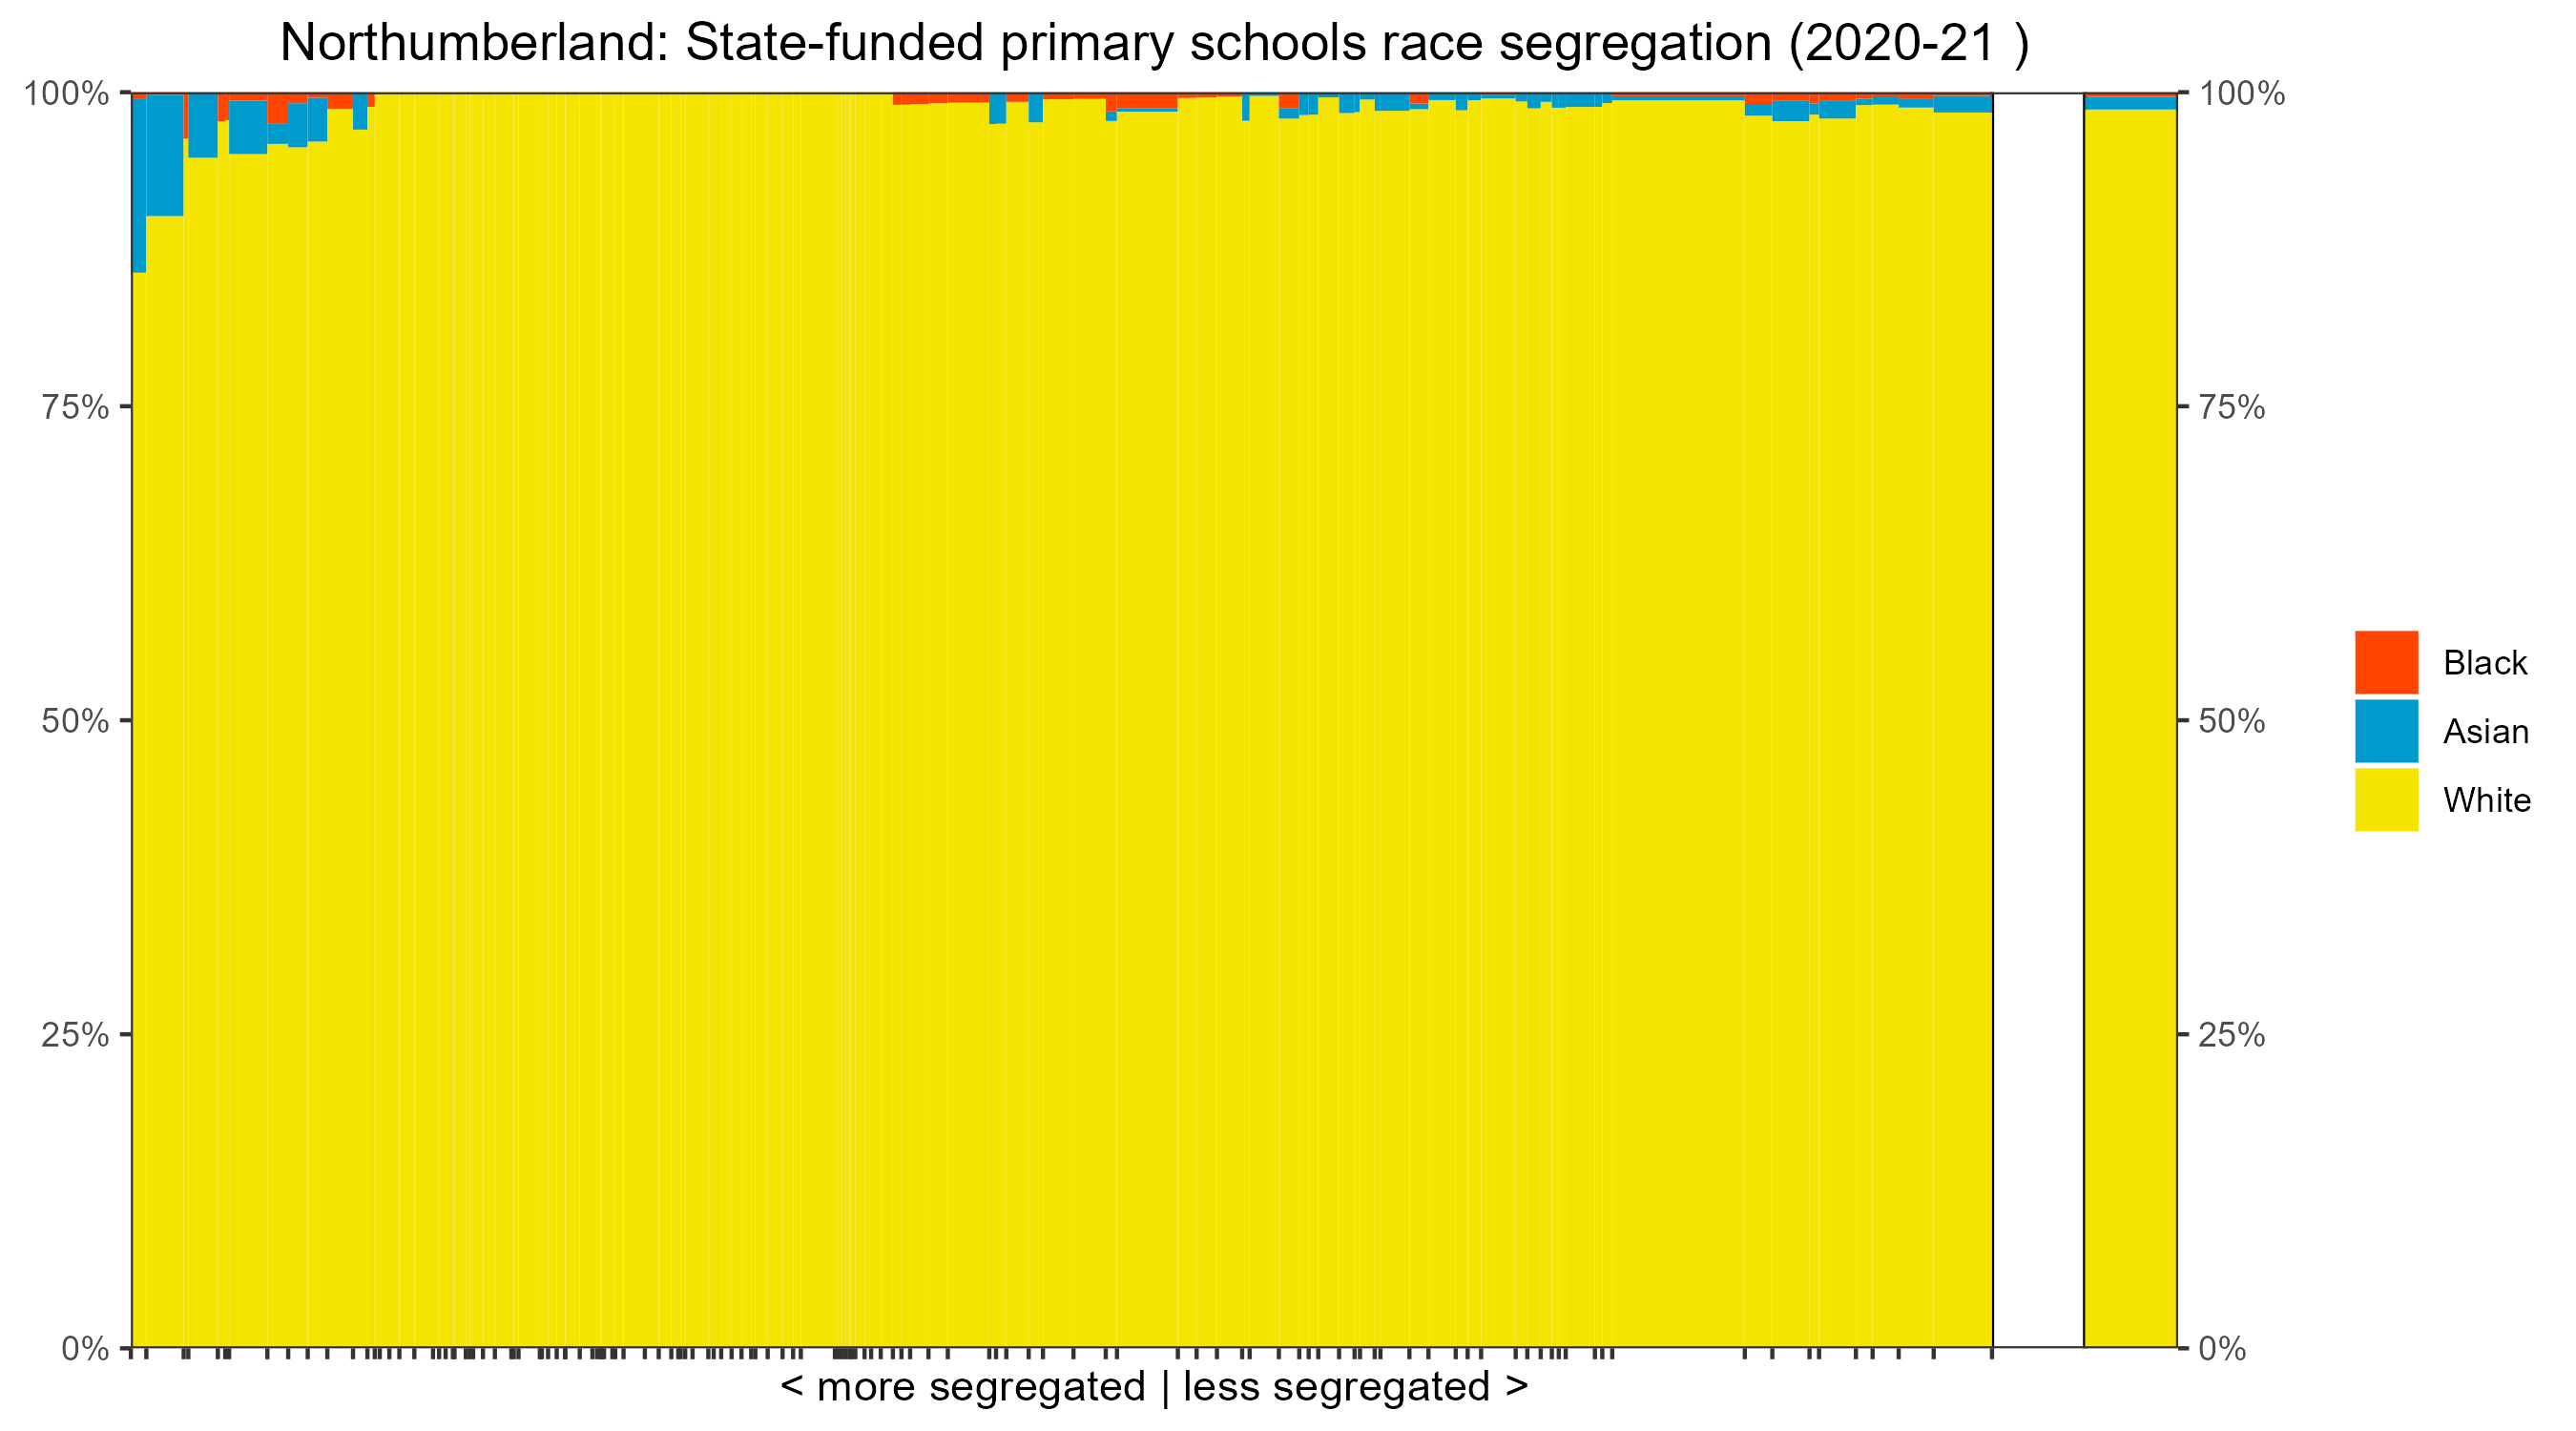 Northumberland: State-funded primary schools race segregation (2020-21 )
100%
75%
50%
25%
0%
100%
75%
50%
25%
0%
Black
Asian
White
< more segregated | less segregated >